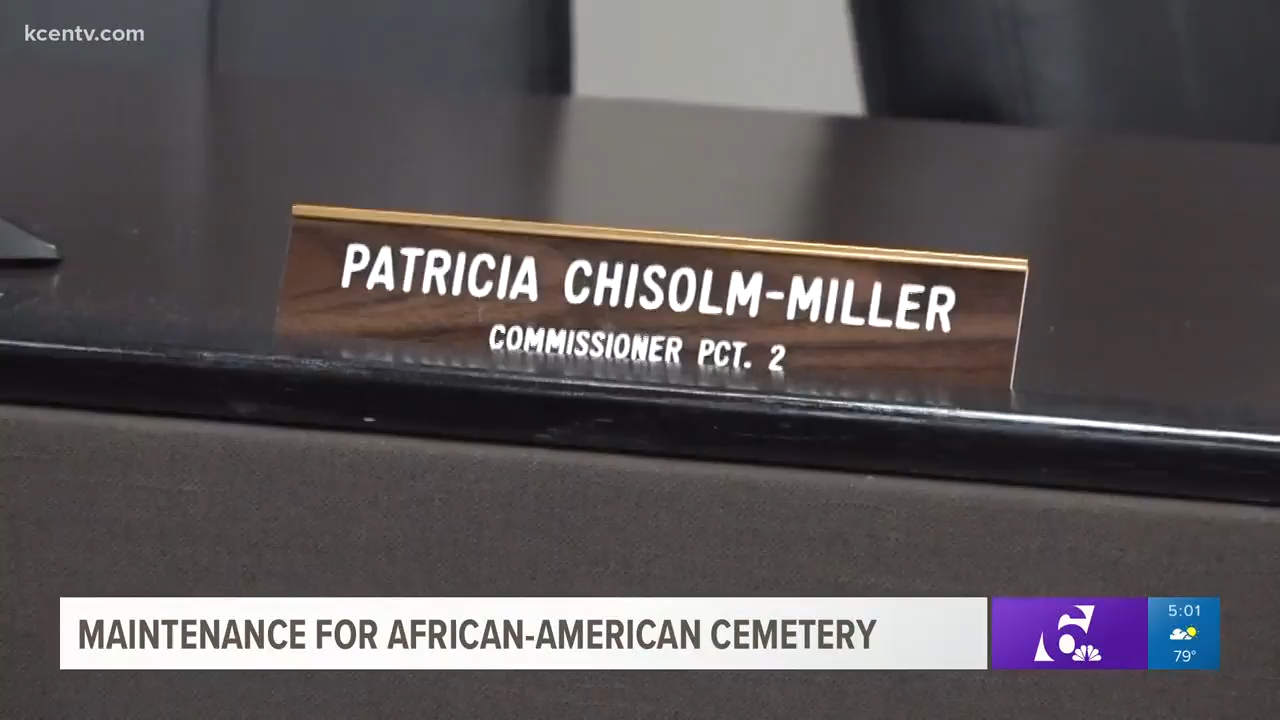 kcentv.com
PATRICIA CHISOLM-MILLER
COMMISSIONER PCT. 2
MAINTENANCE FOR AFRICAN-AMERICAN CEMETERY
6
5:01
79°